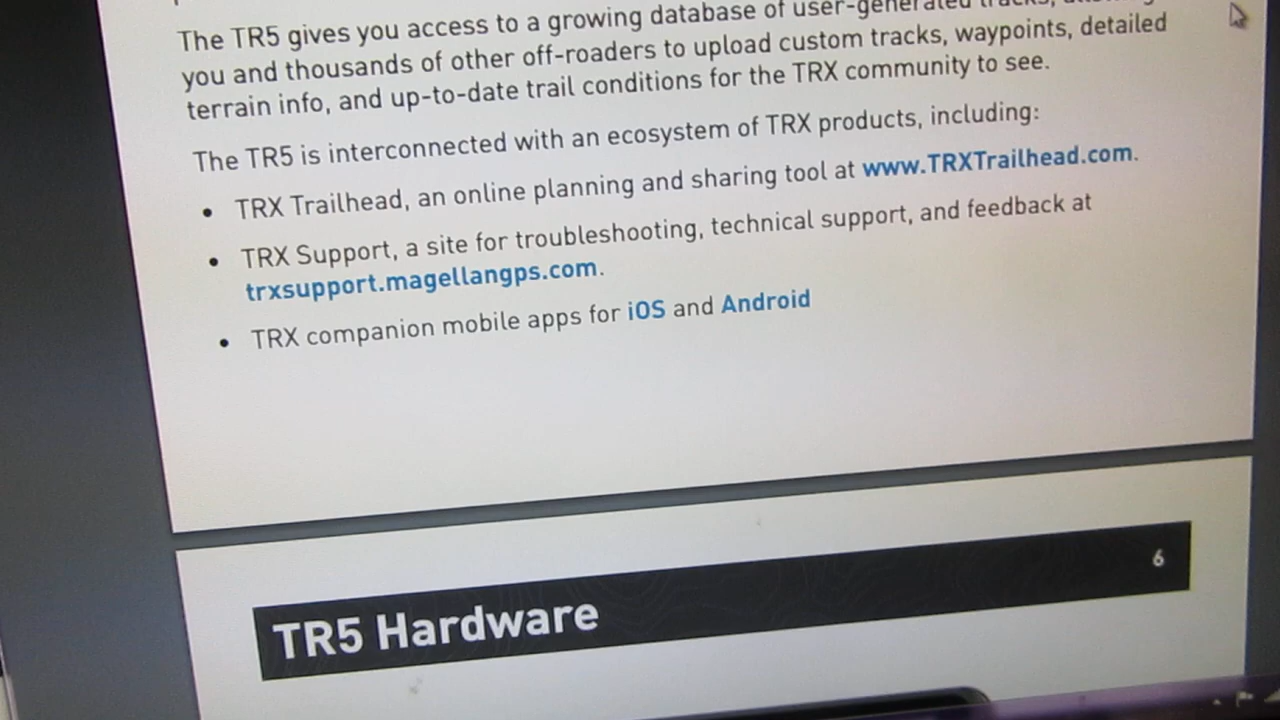 The TR5 gives you access to a growing database of user-generated
you and thousands of other off-roaders to upload custom tracks, waypoints, detailed
terrain info, and up-to-date trail conditions for the TRX community to see.
The TR5 is interconnected with an ecosystem of TRX products, including:
• TRX Trailhead, an online planning and sharing tool at www.TRXTrailhead.com.
• TRX Support, a site for troubleshooting, technical support, and feedback at
trxsupport.magellangps.com.
• TRX companion mobile apps for iOS and Android
6
TR5 Hardware